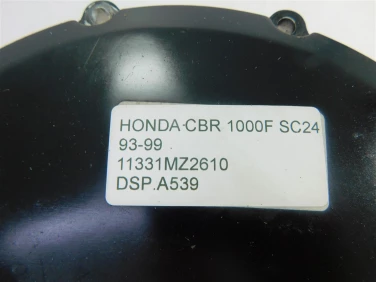 HONDA CBR 1000F SC24
93-99
11331MZ2610
DSP.A539